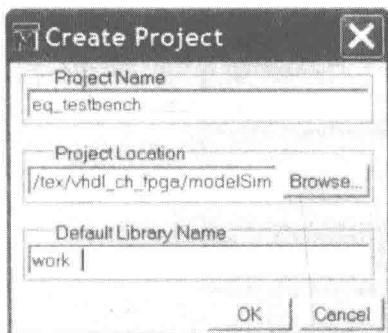 Create Project
Project Name
eq_testbench
Project Location
/tex/vhdl_ch_fpga/modelSim Browse...
Default Library Name
work
OK Cancel